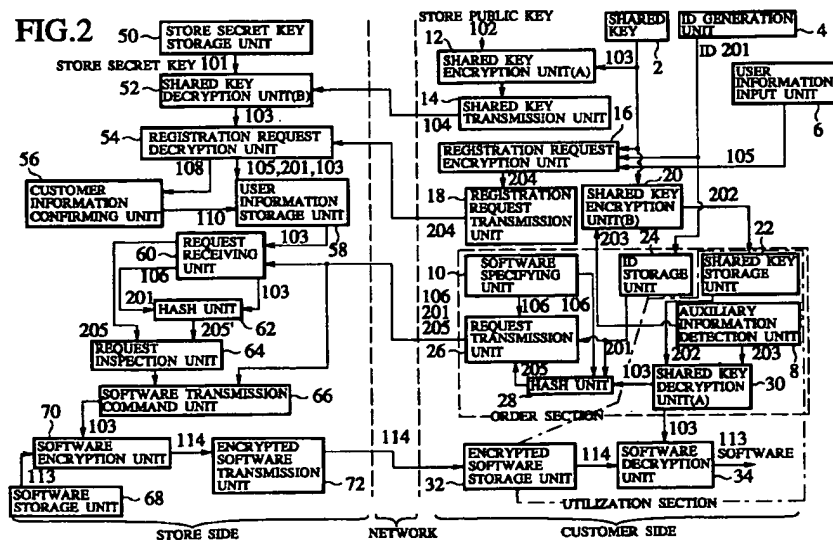 FIG.2
50
STORE SECRET KEY
STORAGE UNIT
STORE SECRET KEY
101
52
SHARED KEY
DECRYPTION UNIT(B)
103
54
REGISTRATION REQUEST
DECRYPTION UNIT
108
105,201,103
56
CUSTOMER
INFORMATION
CONFIRMING UNIT
110
USER
INFORMATION
STORAGE UNIT
58
103
60
REQUEST
RECEIVING
UNIT
106
201
103
HASH UNIT
62
205
205'
REQUEST
INSPECTION UNIT
64
SOFTWARE TRANSMISSION
COMMAND UNIT
66
70
103
SOFTWARE
ENCRYPTION UNIT
114
ENCRYPTED
SOFTWARE
TRANSMISSION
UNIT
72
113
SOFTWARE
STORAGE UNIT
68
STORE SIDE
NETWORK
STORE PUBLIC KEY
102
12
SHARED KEY
ENCRYPTION UNIT(A)
103
SHARED
KEY
2
ID GENERATION
UNIT
4
ID 201
14
SHARED KEY
TRANSMISSION UNIT
104
16
USER
INFORMATION
INPUT UNIT
6
REGISTRATION REQUEST
ENCRYPTION UNIT
105
204
20
18
REGISTRATION
REQUEST
TRANSMISSION
UNIT
204
SHARED KEY
ENCRYPTION
UNIT(B)
202
203
24
22
10
SOFTWARE
SPECIFYING
UNIT
ID
STORAGE
UNIT
SHARED KEY
STORAGE
UNIT
106
106
106
201
205
REQUEST
TRANSMISSION
UNIT
26
201
AUXILIARY
INFORMATION
DETECTION UNIT
8
202
203
205
HASH UNIT
28
103
SHARED KEY
DECRYPTION
UNIT(A)
30
ORDER SECTION
103
114
ENCRYPTED
SOFTWARE
STORAGE UNIT
32
114
SOFTWARE
DECRYPTION
UNIT
34
113
SOFTWARE
UTILIZATION SECTION
CUSTOMER SIDE